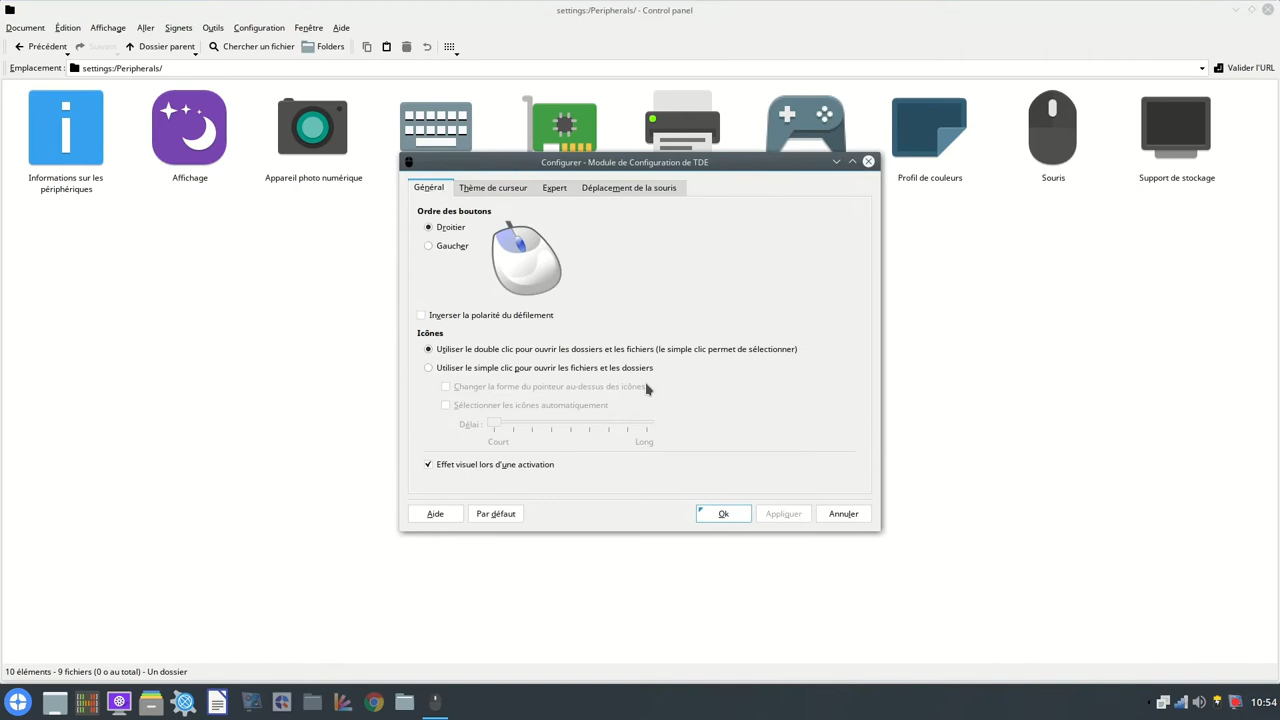 settings:/Peripherals/ - Control panel
Document Édition Affichage Aller Signets Outils Configuration Fenêtre Aide
Précédent Suivant Dossier parent Chercher un fichier Folders
Emplacement : settings:/Peripherals/ Valider l'URL
Informations sur les périphériques
Affichage
Appareil photo numérique
Profil de couleurs
Souris
Support de stockage
Configurer - Module de Configuration de TDE
Général Thème de curseur Expert Déplacement de la souris
Ordre des boutons
Droitier
Gaucher
Inverser la polarité du défilement
Icônes
Utiliser le double clic pour ouvrir les dossiers et les fichiers (le simple clic permet de sélectionner)
Utiliser le simple clic pour ouvrir les fichiers et les dossiers
Changer la forme du pointeur au-dessus des icônes
Sélectionner les icônes automatiquement
Délai :
Court Long
Effet visuel lors d'une activation
Aide Par défaut Ok Appliquer Annuler
10 éléments - 9 fichiers (0 o au total) - Un dossier
10:54